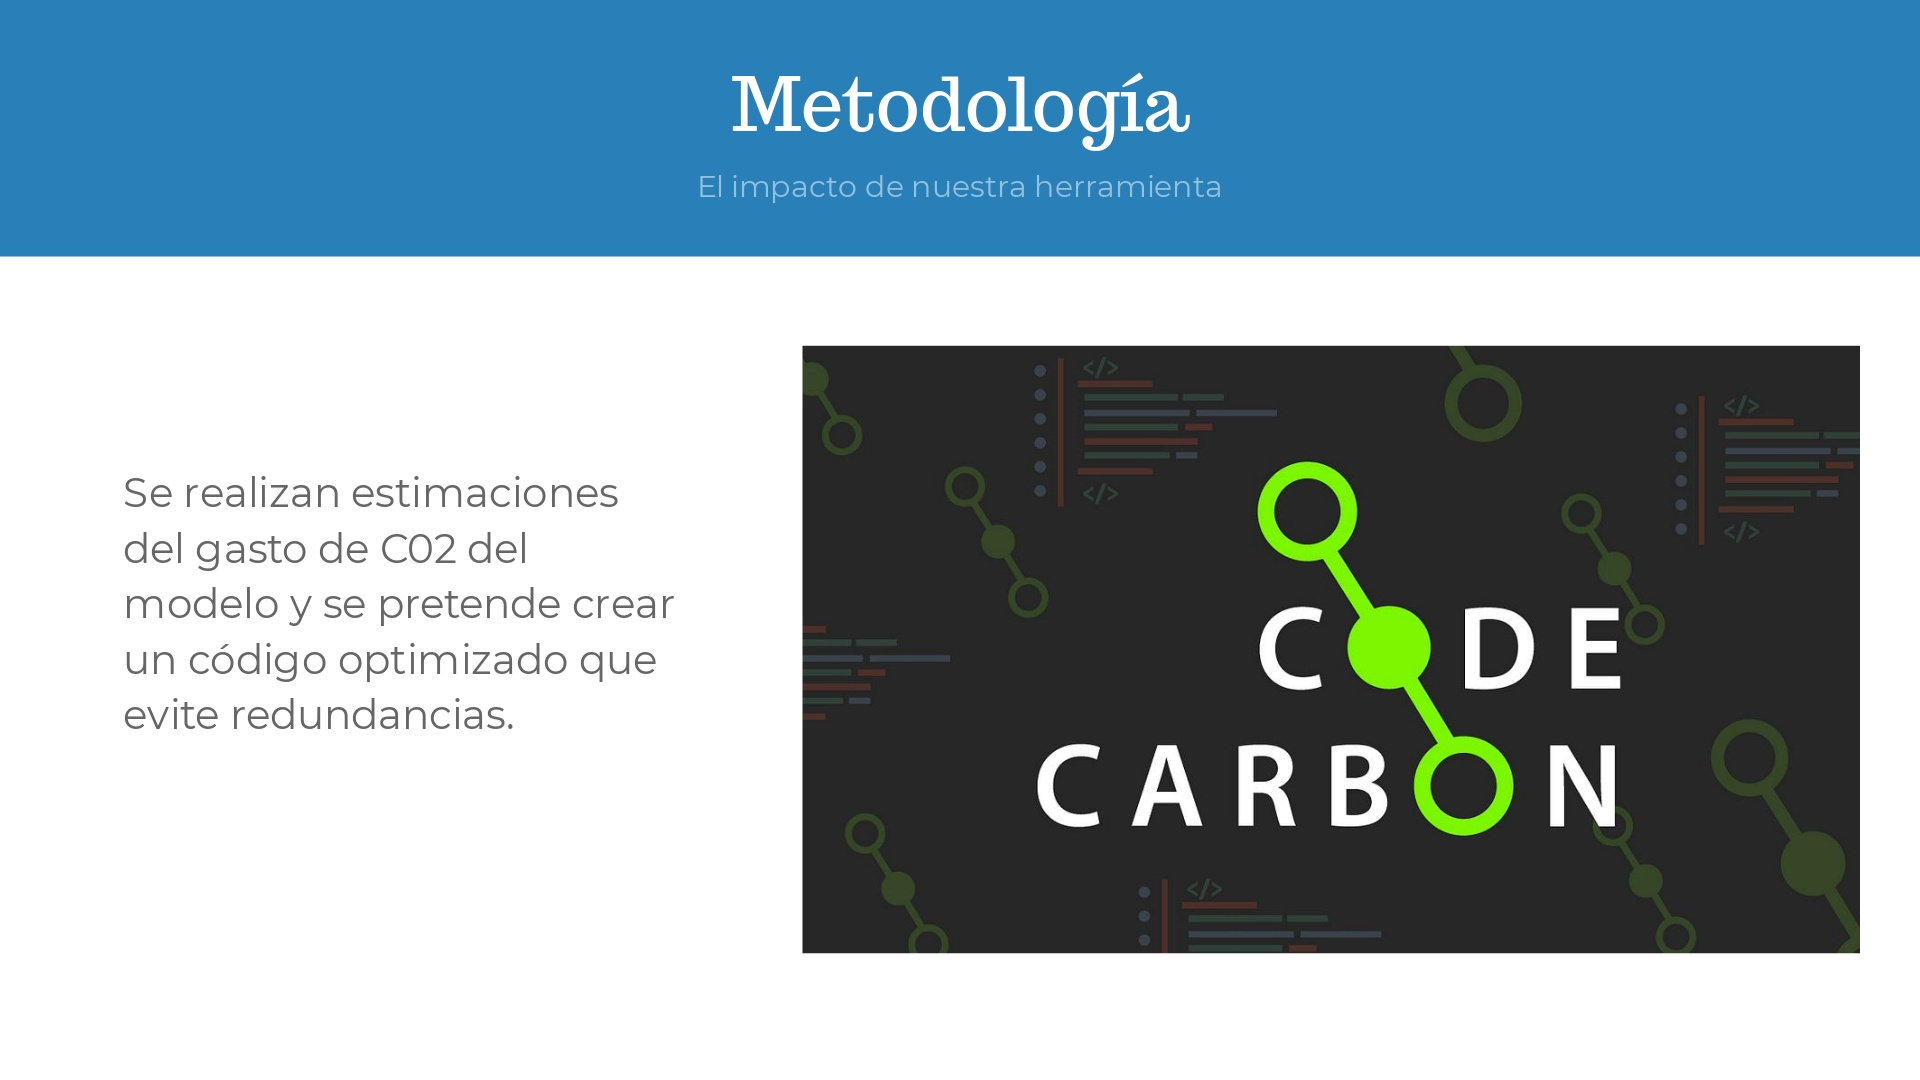 Metodología
El impacto de nuestra herramienta
Se realizan estimaciones
del gasto de C02 del
modelo y se pretende crear
un código optimizado que
evite redundancias.
</>
</>
</>
</>
CODE
CARBON
</>